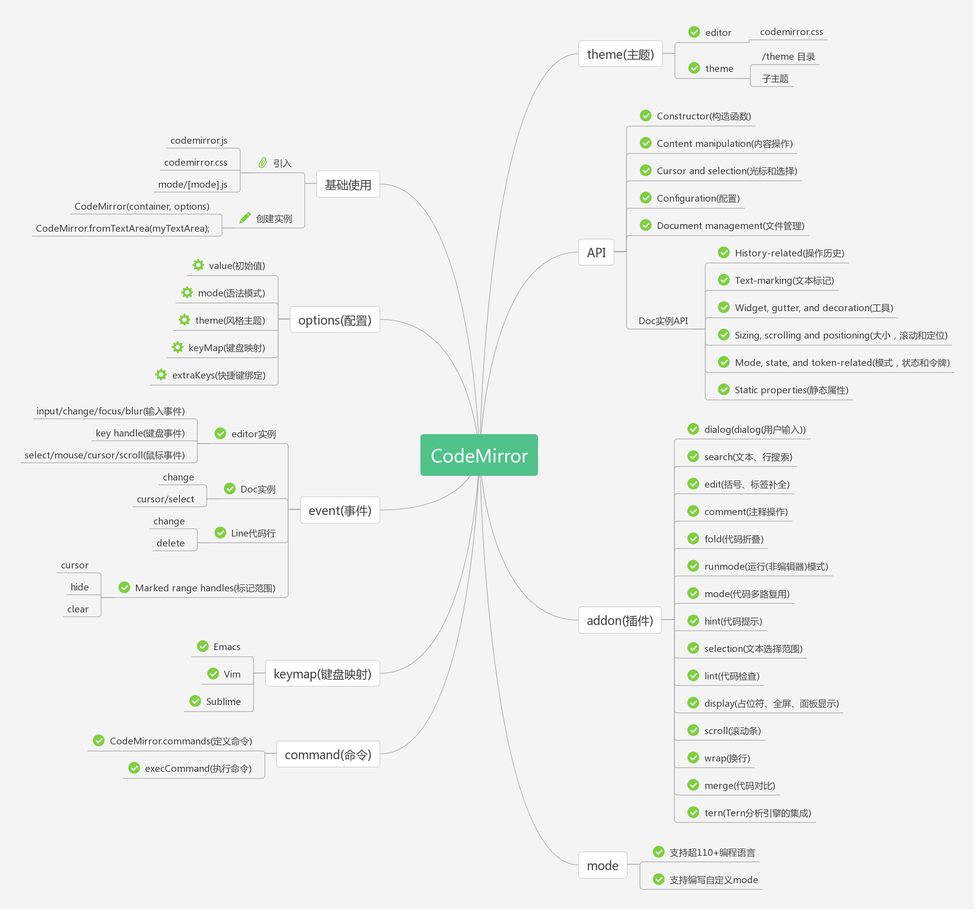 CodeMirror
theme(主题)
editor
codemirror.css
theme
/theme 目录
子主题
API
Constructor(构造函数)
Content manipulation(内容操作)
Cursor and selection(光标和选择)
Configuration(配置)
Document management(文件管理)
Doc实例API
History-related(操作历史)
Text-marking(文本标记)
Widget, gutter, and decoration(工具)
Sizing, scrolling and positioning(大小，滚动和定位)
Mode, state, and token-related(模式，状态和令牌)
Static properties(静态属性)
addon(插件)
dialog(dialog(用户输入))
search(文本、行搜索)
edit(括号、标签补全)
comment(注释操作)
fold(代码折叠)
runmode(运行(非编辑器)模式)
mode(代码多路复用)
hint(代码提示)
selection(文本选择范围)
lint(代码检查)
display(占位符、全屏、面板显示)
scroll(滚动条)
wrap(换行)
merge(代码对比)
tern(Tern分析引擎的集成)
mode
支持超110+编程语言
支持编写自定义mode
基础使用
引入
codemirror.js
codemirror.css
mode/[mode].js
创建实例
CodeMirror(container, options)
CodeMirror.fromTextArea(myTextArea);
options(配置)
value(初始值)
mode(语法模式)
theme(风格主题)
keyMap(键盘映射)
extraKeys(快捷键绑定)
event(事件)
editor实例
input/change/focus/blur(输入事件)
key handle(键盘事件)
select/mouse/cursor/scroll(鼠标事件)
Doc实例
change
cursor/select
Line代码行
change
delete
Marked range handles(标记范围)
cursor
hide
clear
keymap(键盘映射)
Emacs
Vim
Sublime
command(命令)
CodeMirror.commands(定义命令)
execCommand(执行命令)